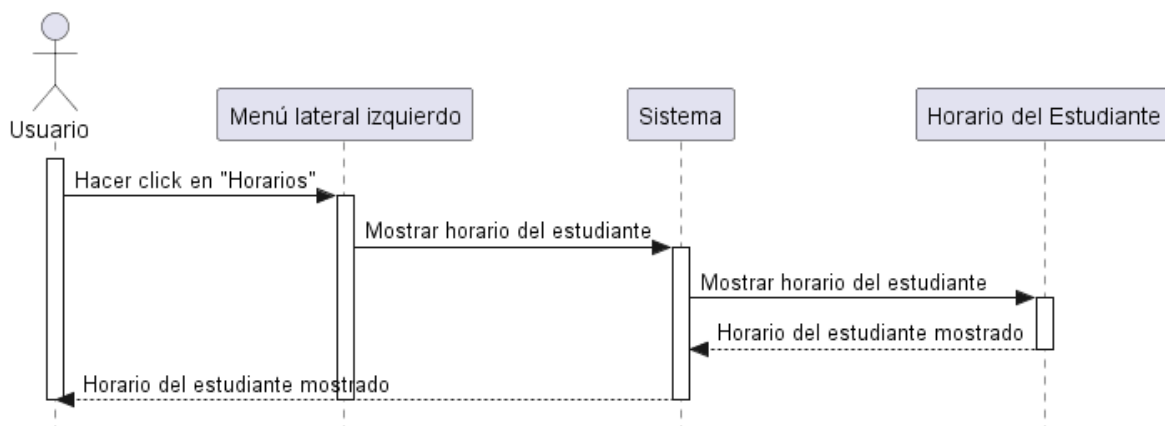 Usuario
Menú lateral izquierdo
Sistema
Horario del Estudiante
Hacer click en "Horarios"
Mostrar horario del estudiante
Mostrar horario del estudiante
Horario del estudiante mostrado
Horario del estudiante mostrado